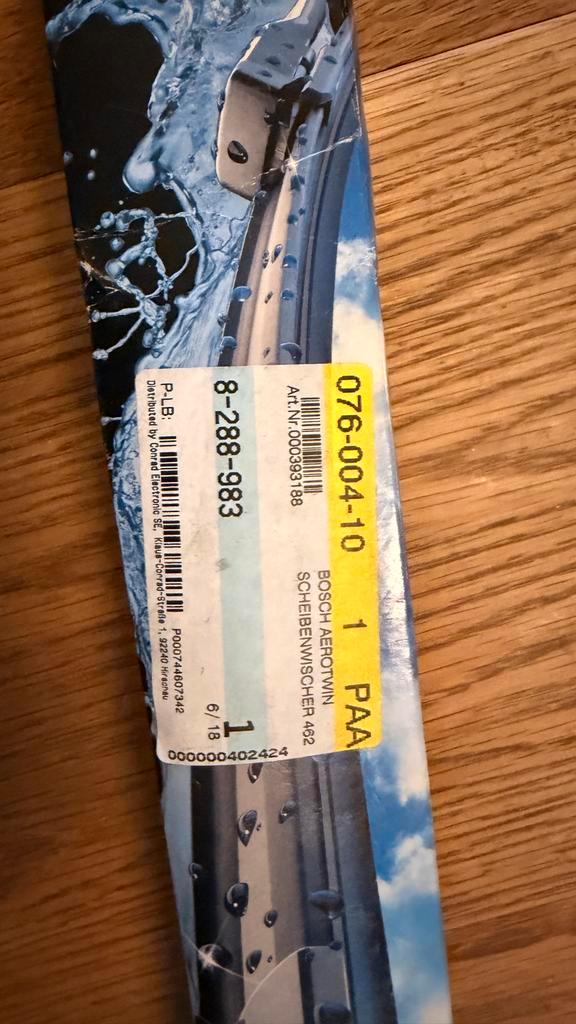 076-004-10 1 PAA
BOSCH AEROTWIN
SCHEIBENWISCHER 462
Art.Nr.000393188
8-288-983 1
6/ 18
P-LB:
P000744607342
Distributed by Conrad Electronic SE, Klaus-Conrad-Straße 1, 92240 Hirschau
000000402424